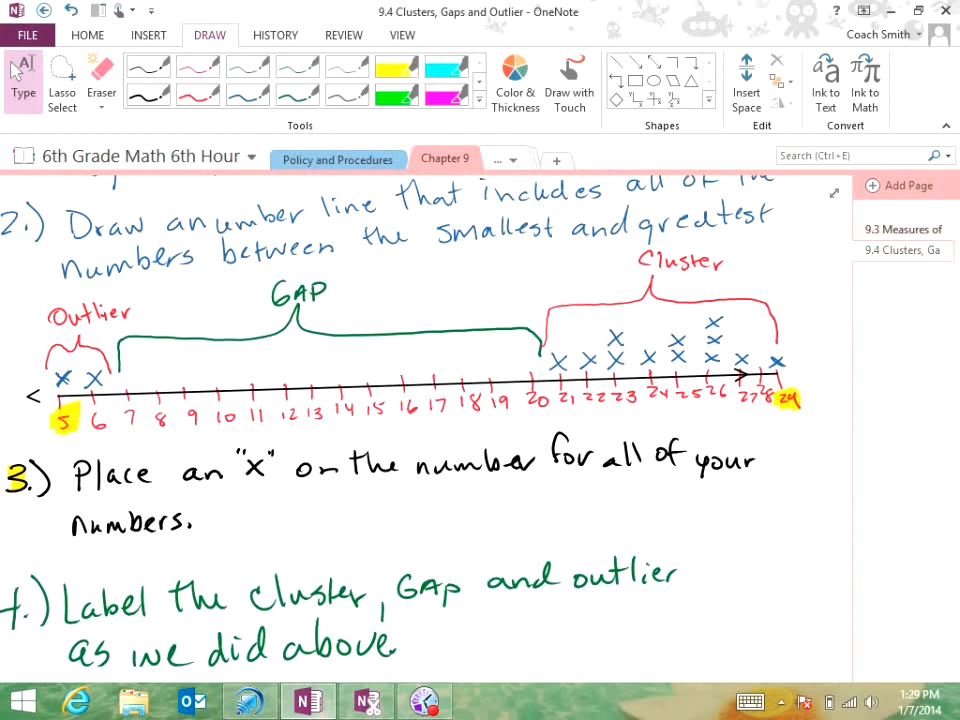 9.4 Clusters, Gaps and Outlier - OneNote
FILE HOME INSERT DRAW HISTORY REVIEW VIEW
Coach Smith
Type
Lasso Select
Eraser
Color & Thickness
Draw with Touch
Insert Space
Ink to Text
Ink to Math
Tools Shapes Edit Convert
6th Grade Math 6th Hour
Policy and Procedures
Chapter 9
...
Search (Ctrl+E)
Add Page
9.3 Measures of
9.4 Clusters, Ga
2.) Draw a number line that includes all of the
numbers between the smallest and greatest
Cluster
GAP
Outlier
x x x x x x x x x x x x x x x
5 6 7 8 9 10 11 12 13 14 15 16 17 18 19 20 21 22 23 24 25 26 27 28 29
3.) Place an "x" on the number for all of your
numbers.
4.) Label the cluster, GAP and outlier
as we did above.
1:29 PM
1/7/2014